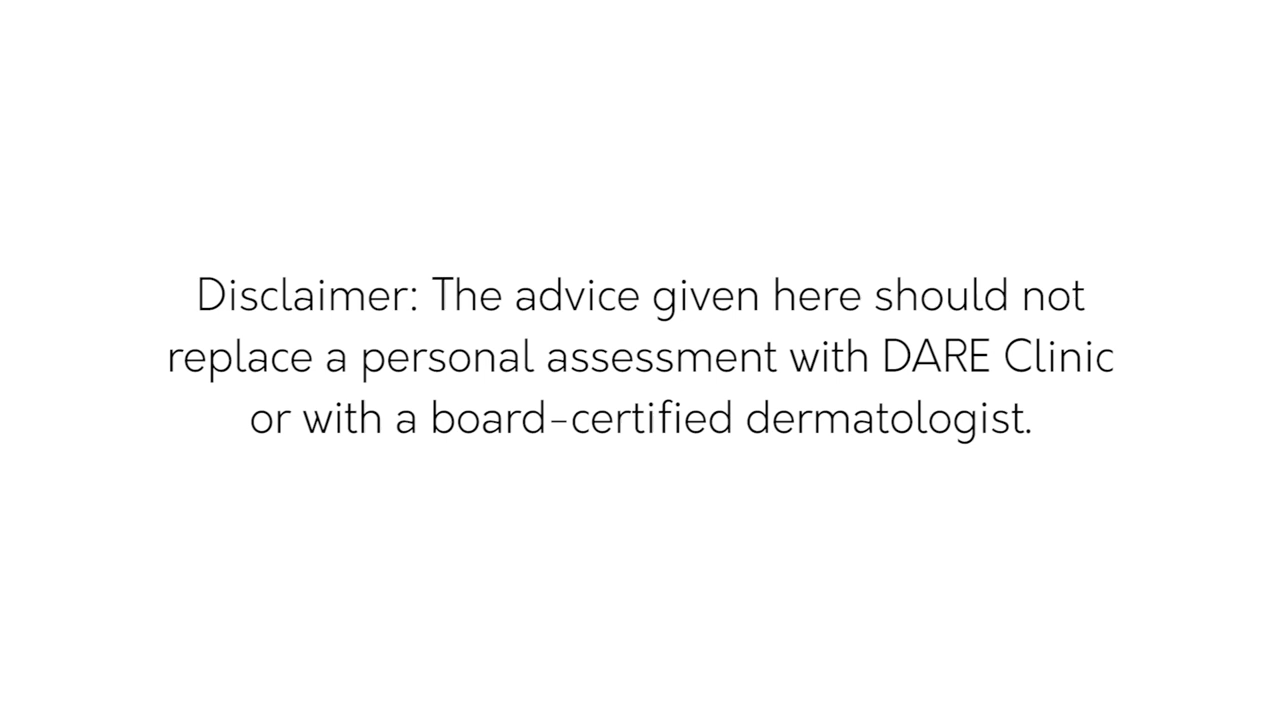 Disclaimer: The advice given here should not
replace a personal assessment with DARE Clinic
or with a board-certified dermatologist.